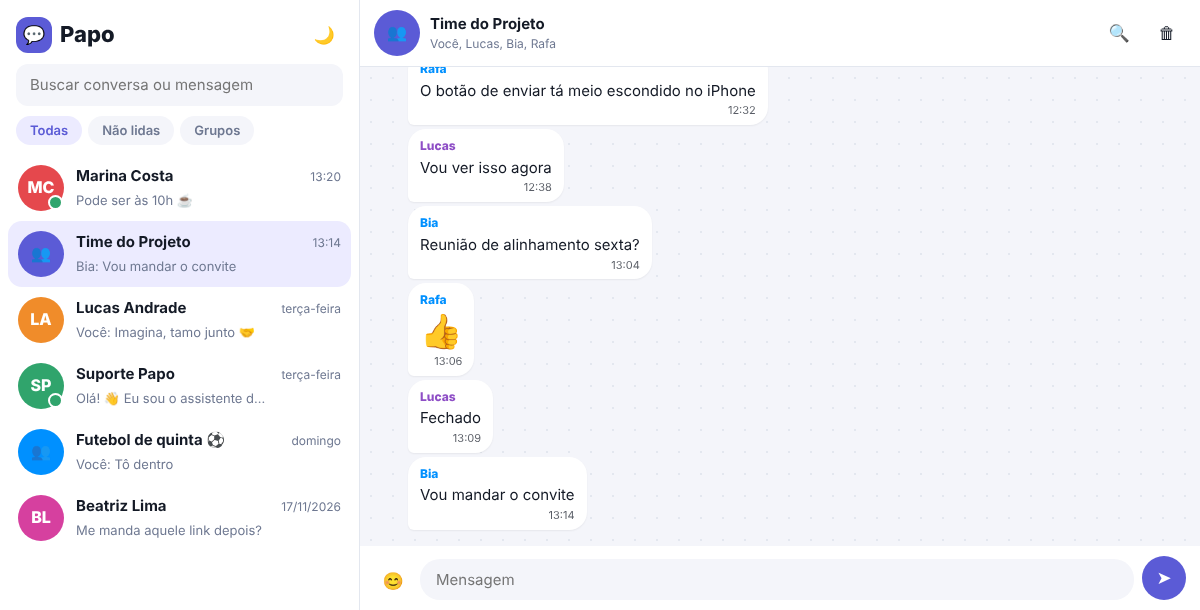 Papo
Buscar conversa ou mensagem
Todas
Não lidas
Grupos
MC
Marina Costa
13:20
Pode ser às 10h ☕
Time do Projeto
13:14
Bia: Vou mandar o convite
LA
Lucas Andrade
terça-feira
Você: Imagina, tamo junto 🤝
SP
Suporte Papo
terça-feira
Olá! 👋 Eu sou o assistente d...
Futebol de quinta ⚽
domingo
Você: Tô dentro
BL
Beatriz Lima
17/11/2026
Me manda aquele link depois?
Time do Projeto
Você, Lucas, Bia, Rafa
Rafa
O botão de enviar tá meio escondido no iPhone
12:32
Lucas
Vou ver isso agora
12:38
Bia
Reunião de alinhamento sexta?
13:04
Rafa
👍
13:06
Lucas
Fechado
13:09
Bia
Vou mandar o convite
13:14
Mensagem